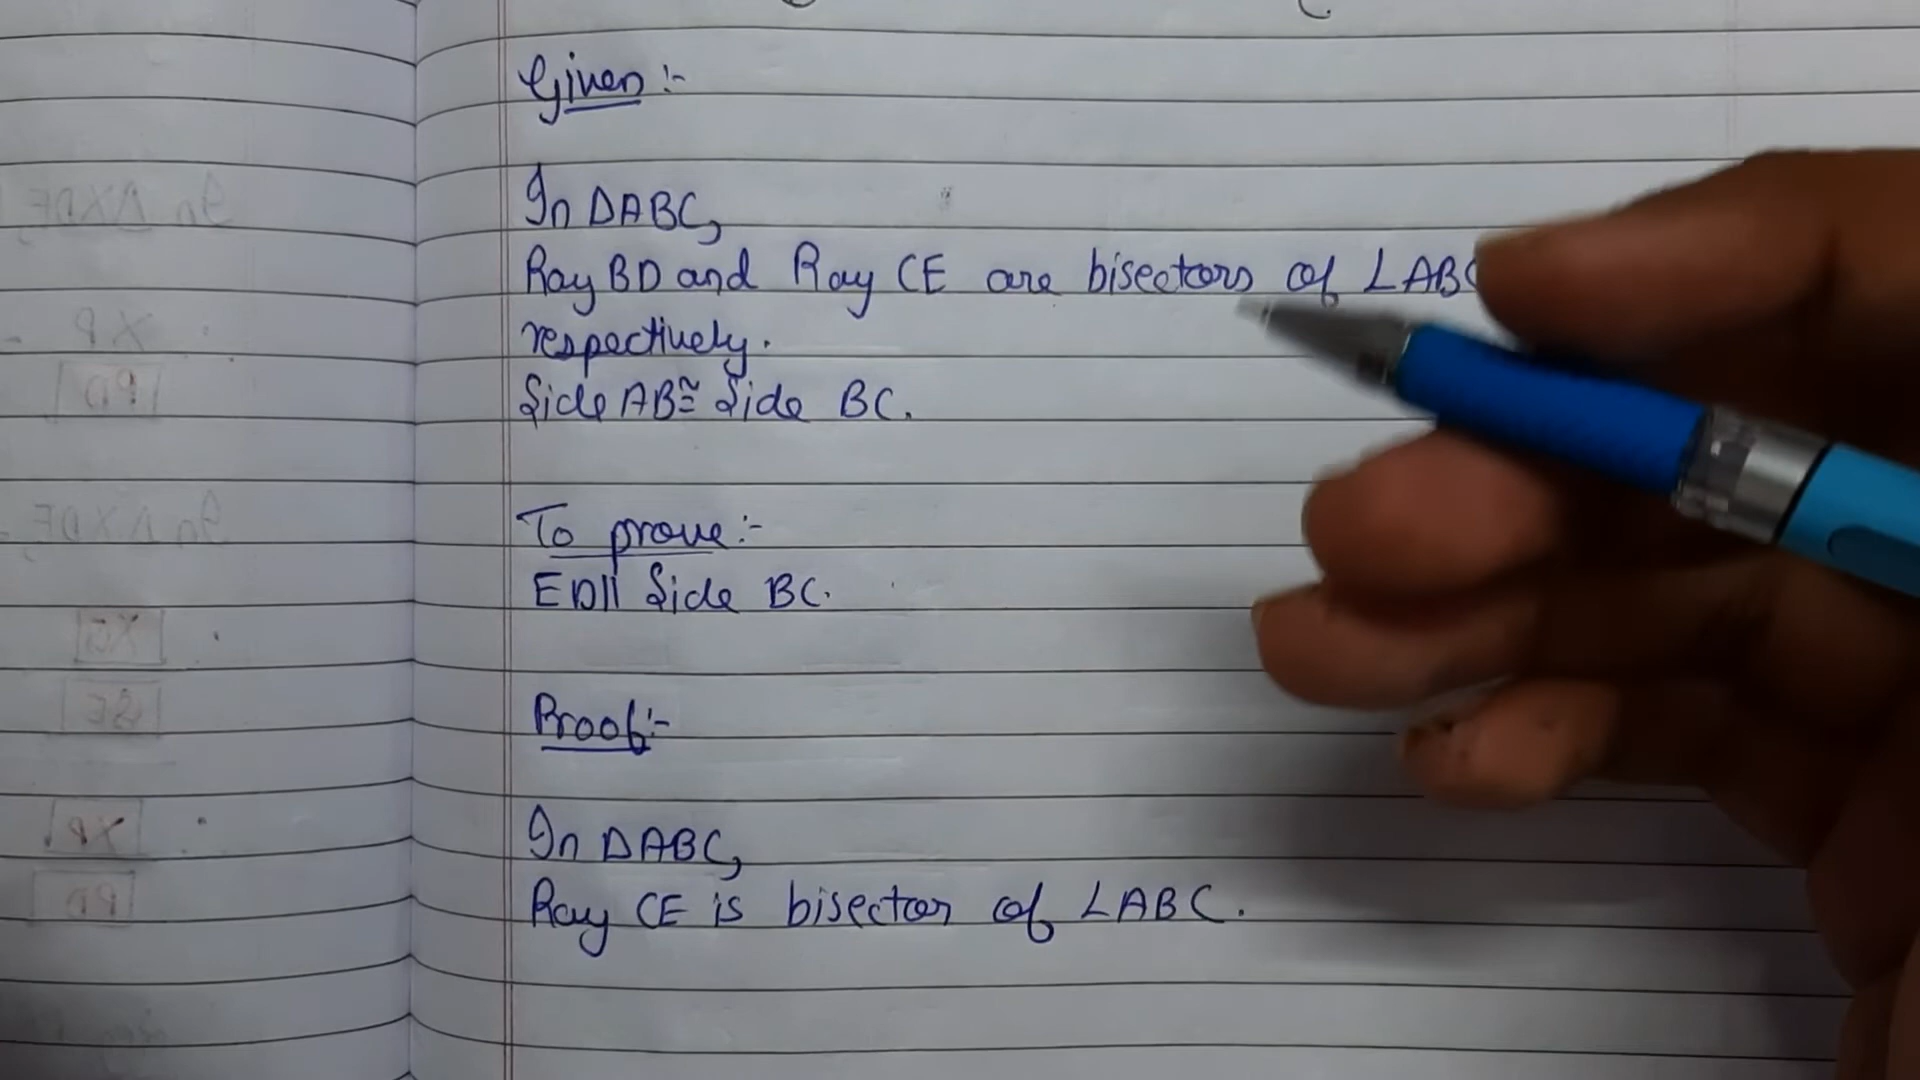 Given :-
In ΔABC,
Ray BD and Ray CE are bisectors of ∠ABC
respectively.
Side AB ≅ Side BC.
To prove :-
ED || Side BC.
Proof :-
In ΔABC,
Ray CE is bisector of ∠ABC.